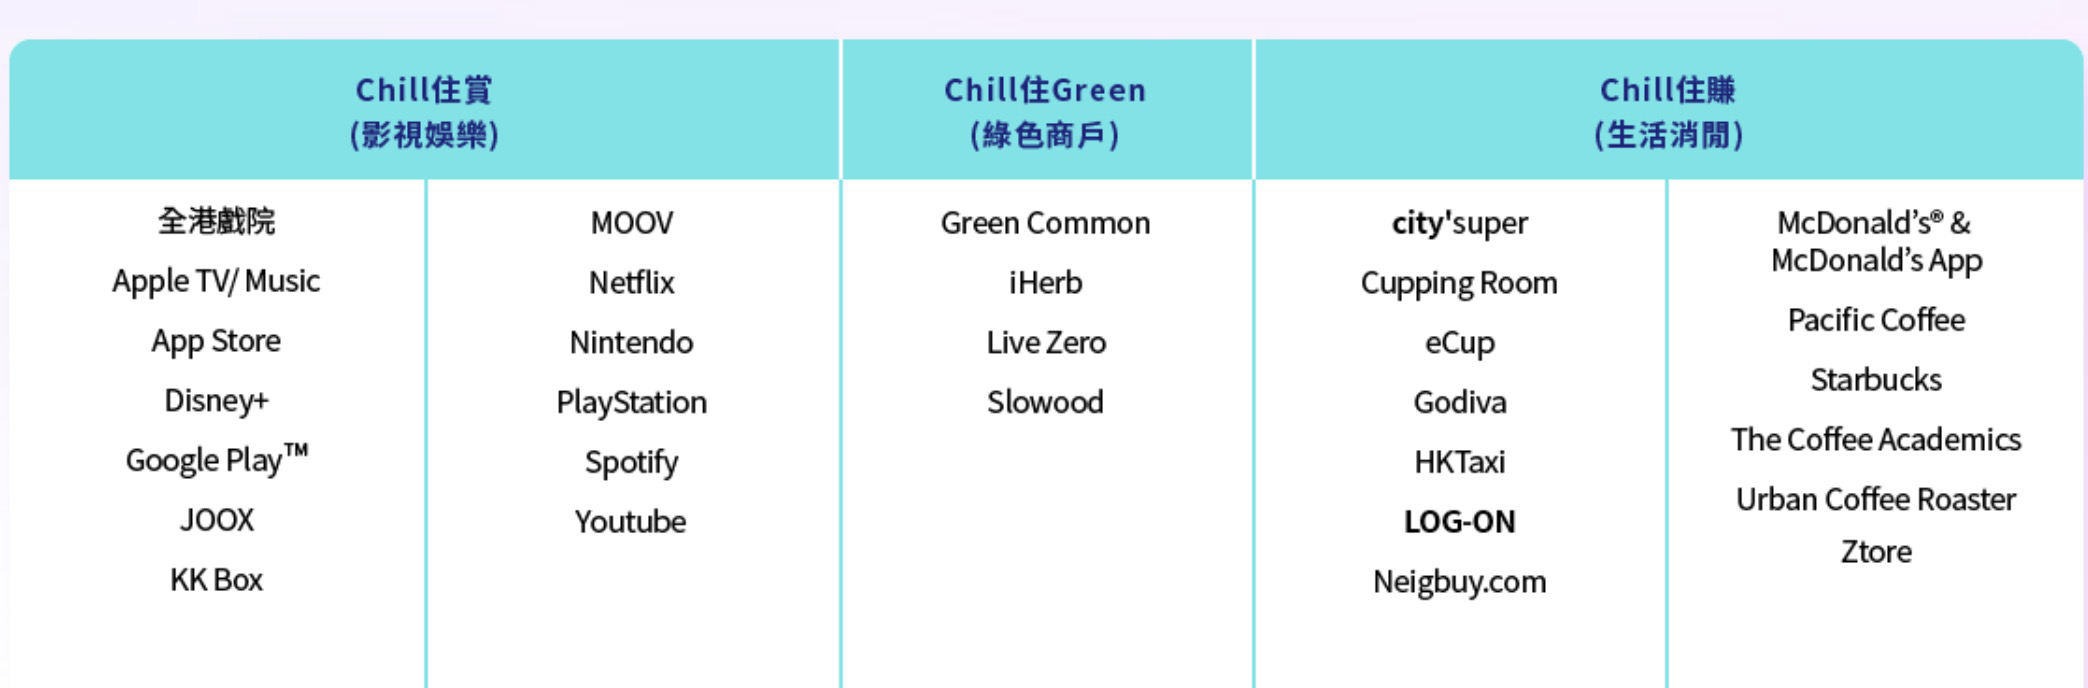 Chill住賞
(影視娛樂)
全港戲院
Apple TV/ Music
App Store
Disney+
Google Play™
JOOX
KK Box
MOOV
Netflix
Nintendo
PlayStation
Spotify
Youtube
Chill住Green
(綠色商戶)
Green Common
iHerb
Live Zero
Slowood
Chill住賺
(生活消閒)
city'super
Cupping Room
eCup
Godiva
HKTaxi
LOG-ON
Neigbuy.com
McDonald’s® &
McDonald’s App
Pacific Coffee
Starbucks
The Coffee Academics
Urban Coffee Roaster
Ztore